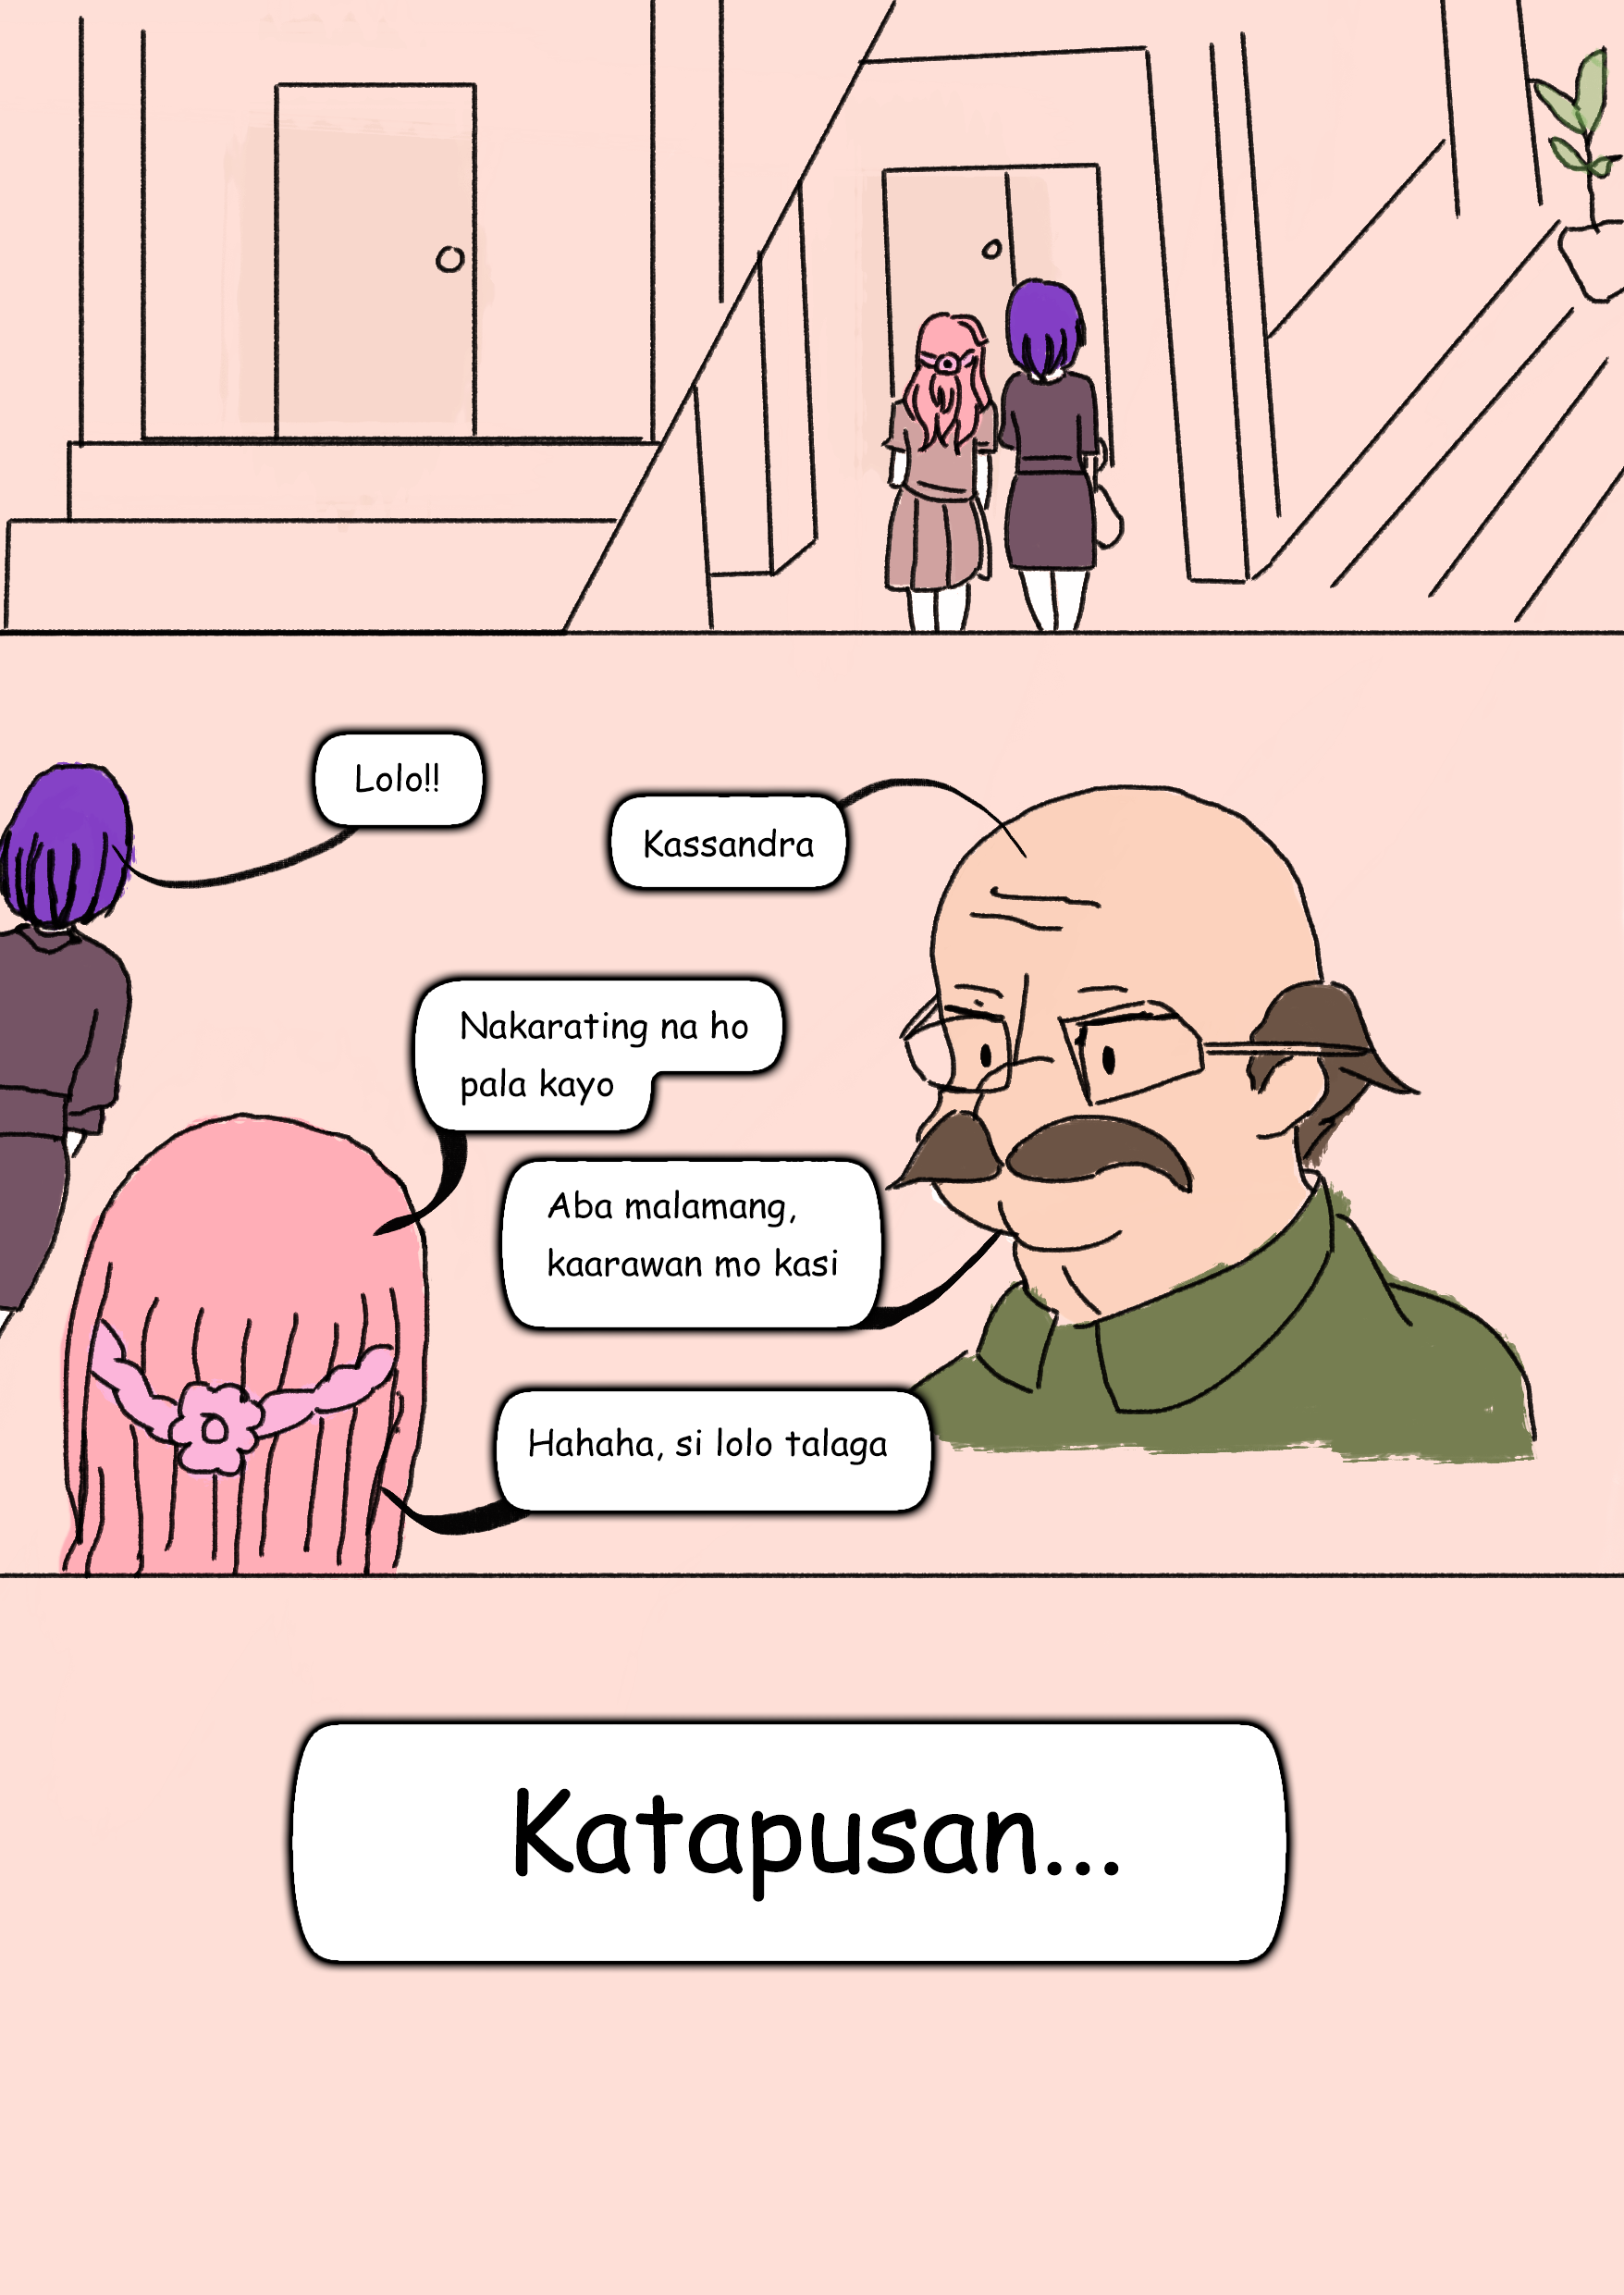 Lolo!!
Kassandra
Nakarating na ho
pala kayo
Aba malamang,
kaarawan mo kasi
Hahaha, si lolo talaga
Katapusan...